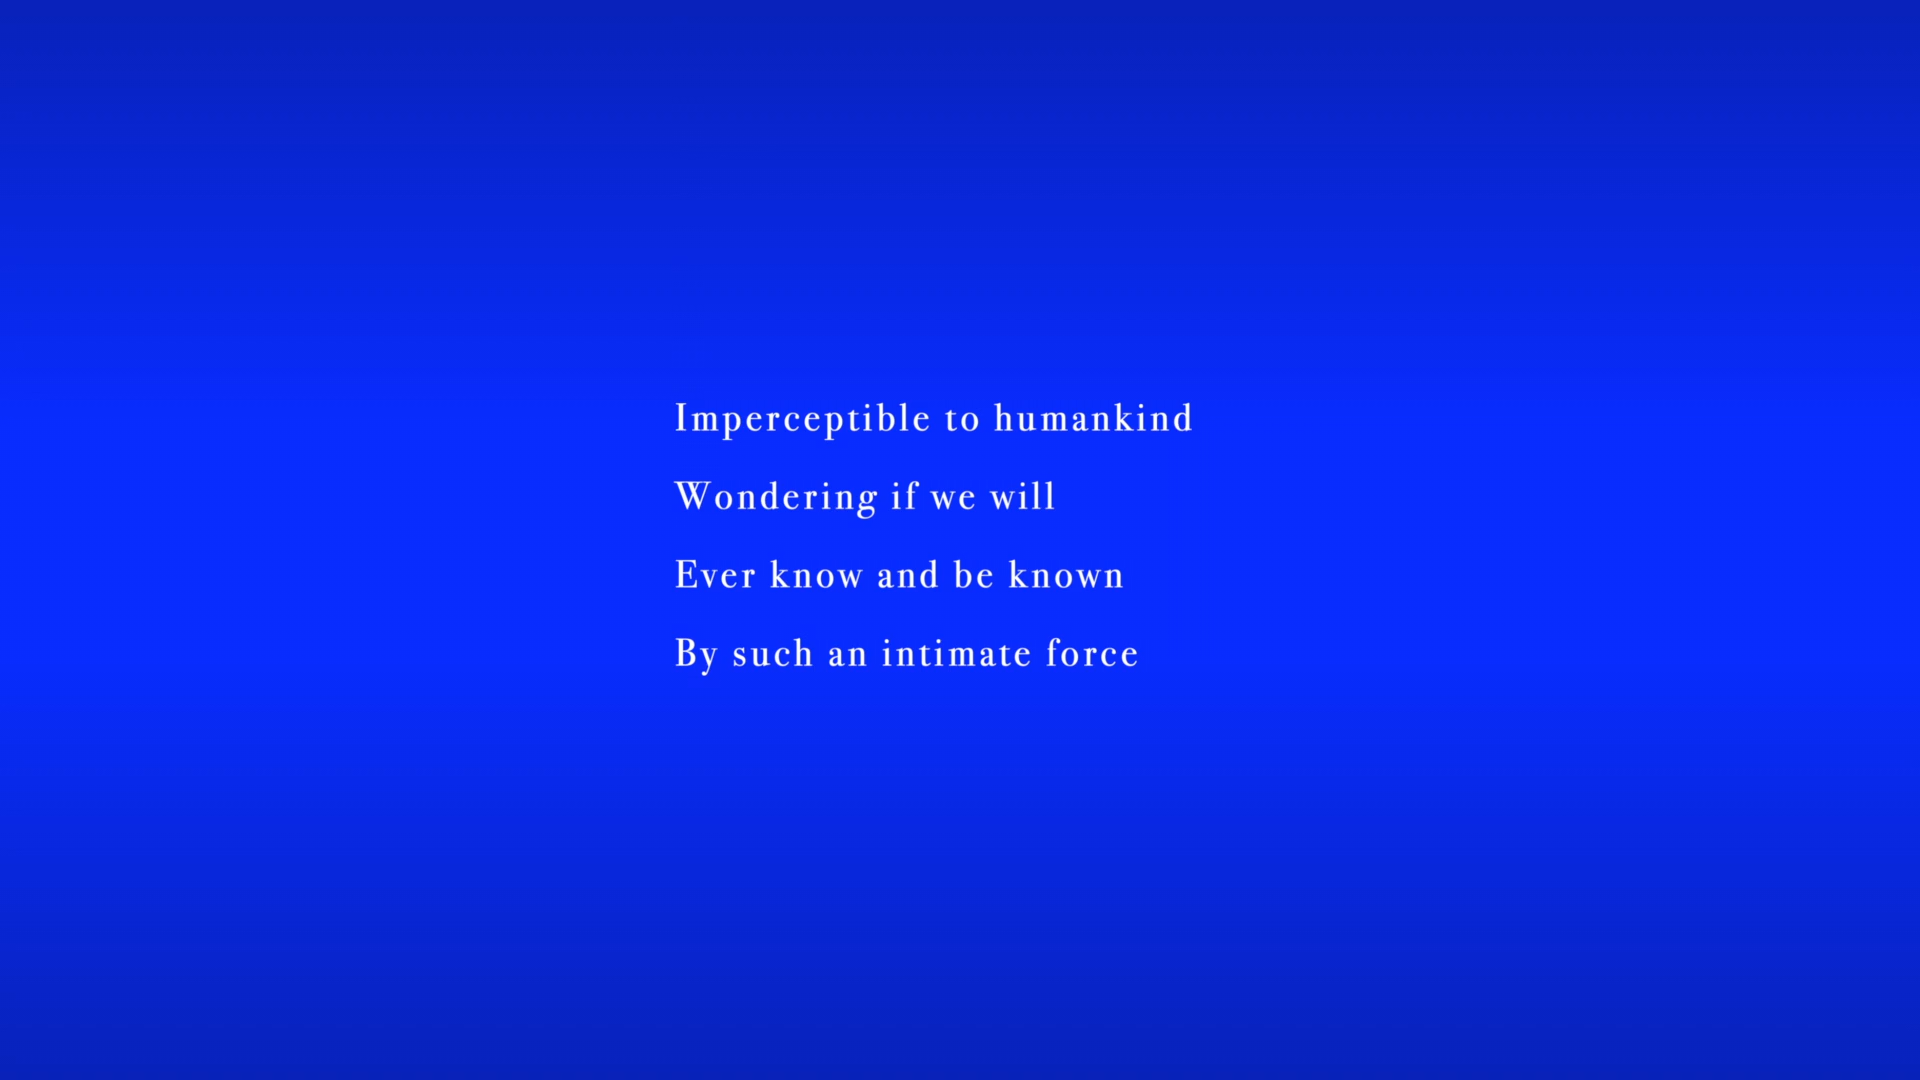 Imperceptible to humankind
Wondering if we will
Ever know and be known
By such an intimate force